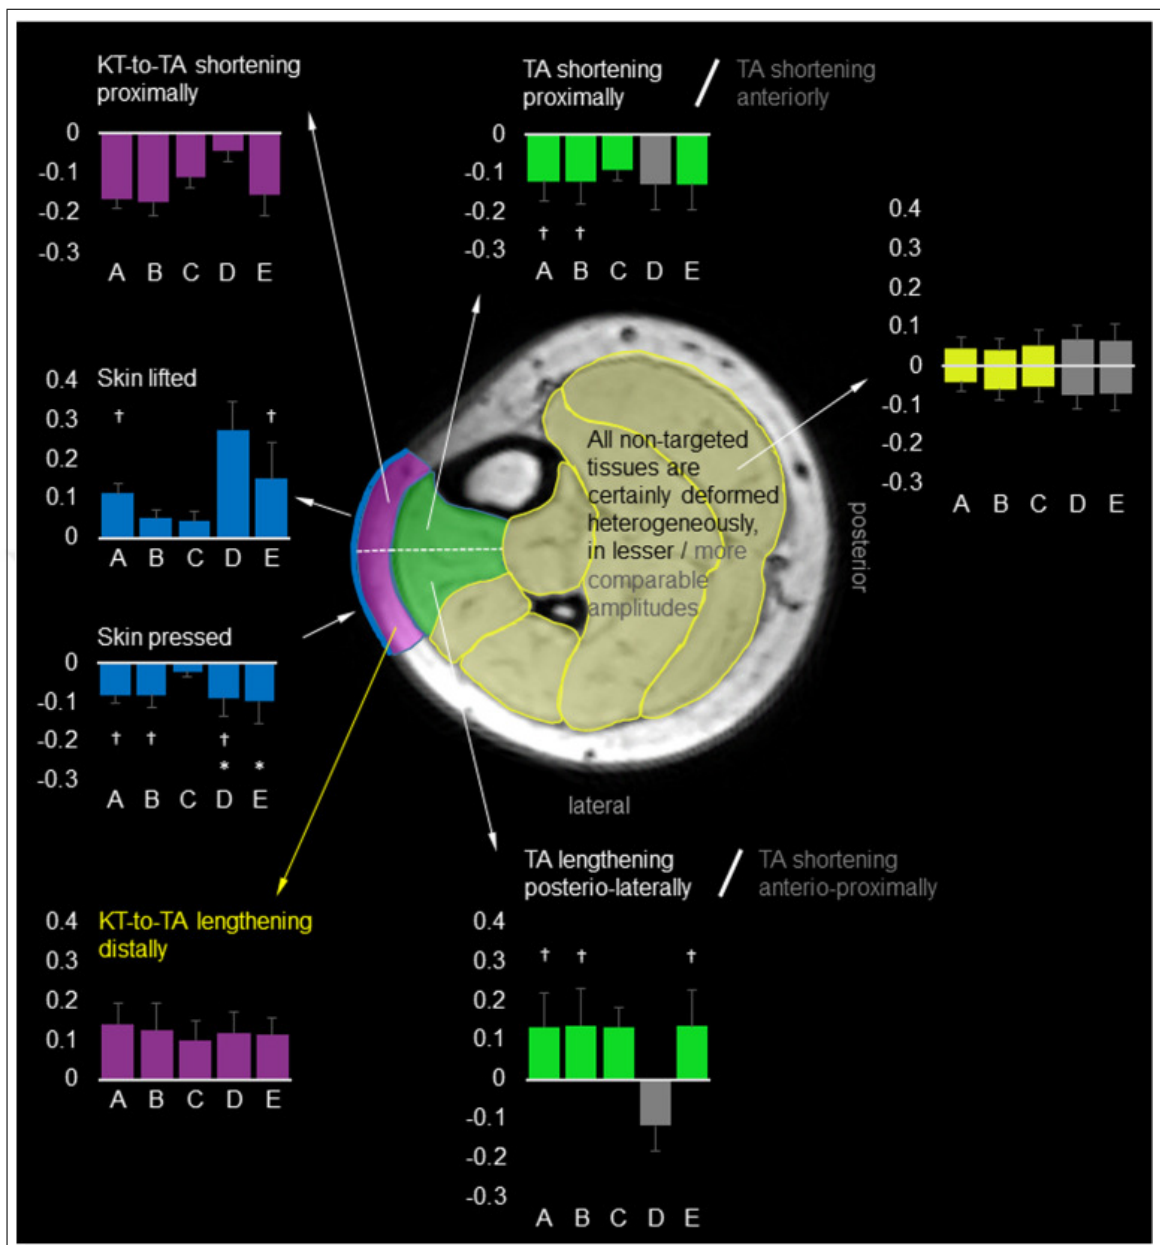 KT-to-TA shortening
proximally
0
-0.1
-0.2
-0.3
A B C D E
TA shortening
proximally
/
TA shortening
anteriorly
0
-0.1
-0.2
-0.3
† †
A B C D E
0.4
0.3
0.2
0.1
0
-0.1
-0.2
-0.3
A B C D E
Skin lifted
0.4
0.3
0.2
0.1
0
† †
A B C D E
All non-targeted
tissues are
certainly deformed
heterogeneously,
in lesser / more
comparable
amplitudes
posterior
lateral
Skin pressed
0
-0.1
-0.2
-0.3
† † †
* *
A B C D E
KT-to-TA lengthening
distally
0.4
0.3
0.2
0.1
0
A B C D E
TA lengthening
posterio-laterally
/
TA shortening
anterio-proximally
0.4
0.3
0.2
0.1
0
-0.1
-0.2
-0.3
† † †
A B C D E